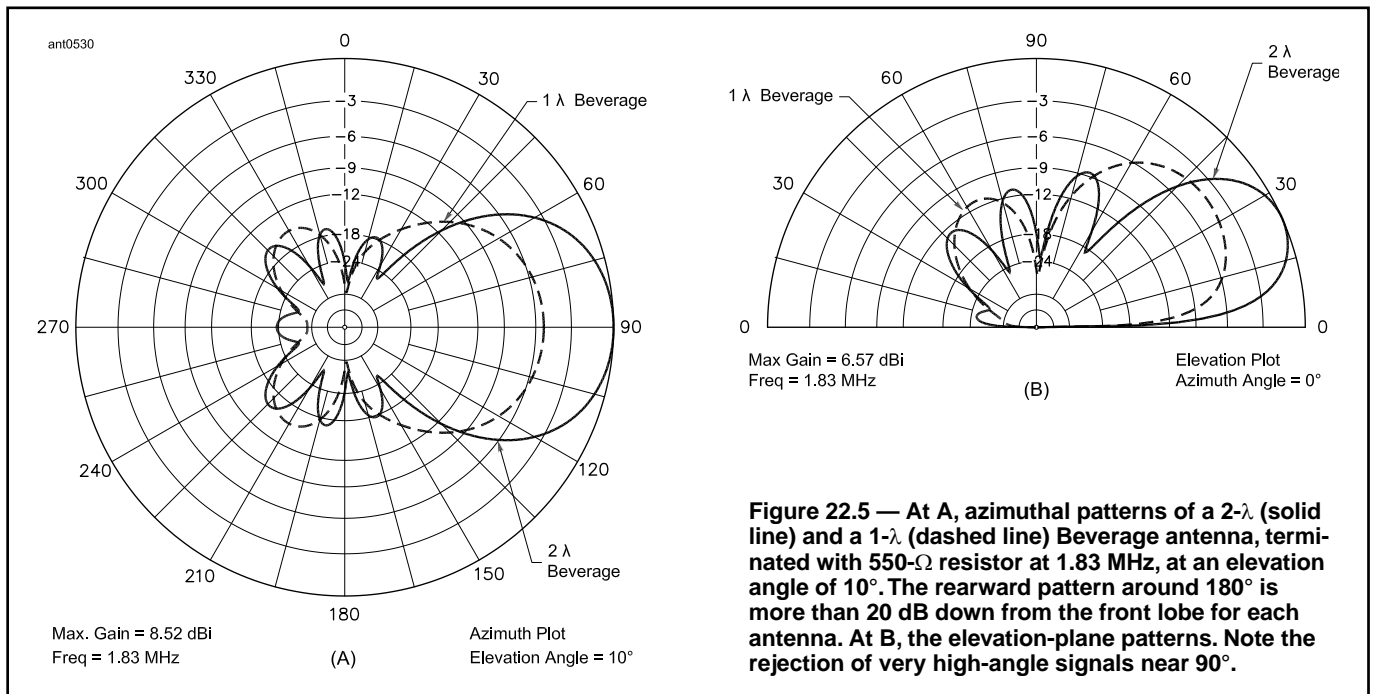 ant0530
0
330
30
1 λ Beverage
−3
−6
300
−9
60
−12
−18
−24
270
90
240
120
2 λ
Beverage
210
150
180
Max. Gain = 8.52 dBi
Freq = 1.83 MHz
(A)
Azimuth Plot
Elevation Angle = 10°
90
2 λ
Beverage
60
60
1 λ Beverage
−3
−6
−9
30
30
−12
−18
−24
0
0
Max Gain = 6.57 dBi
Freq = 1.83 MHz
(B)
Elevation Plot
Azimuth Angle = 0°
Figure 22.5 — At A, azimuthal patterns of a 2-λ (solid
line) and a 1-λ (dashed line) Beverage antenna, termi-
nated with 550-Ω resistor at 1.83 MHz, at an elevation
angle of 10°. The rearward pattern around 180° is
more than 20 dB down from the front lobe for each
antenna. At B, the elevation-plane patterns. Note the
rejection of very high-angle signals near 90°.